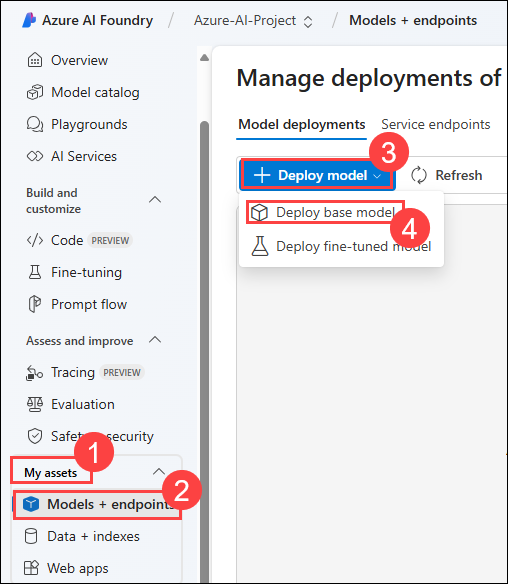 Azure AI Foundry / Azure-AI-Project / Models + endpoints
Overview
Model catalog
Playgrounds
AI Services
Build and
customize
Code PREVIEW
Fine-tuning
Prompt flow
Assess and improve
Tracing PREVIEW
Evaluation
Safety security
1
My assets
2
Models + endpoints
Data + indexes
Web apps
Manage deployments of
Model deployments Service endpoints
3
Deploy model Refresh
Deploy base model
4
Deploy fine-tuned model